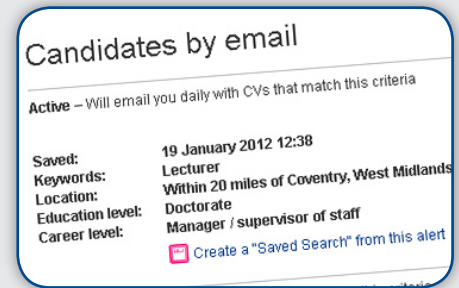 Candidates by email
Active – Will email you daily with CVs that match this criteria
Saved: 19 January 2012 12:38
Keywords: Lecturer
Location: Within 20 miles of Coventry, West Midlands
Education level: Doctorate
Career level: Manager / supervisor of staff
Create a "Saved Search" from this alert